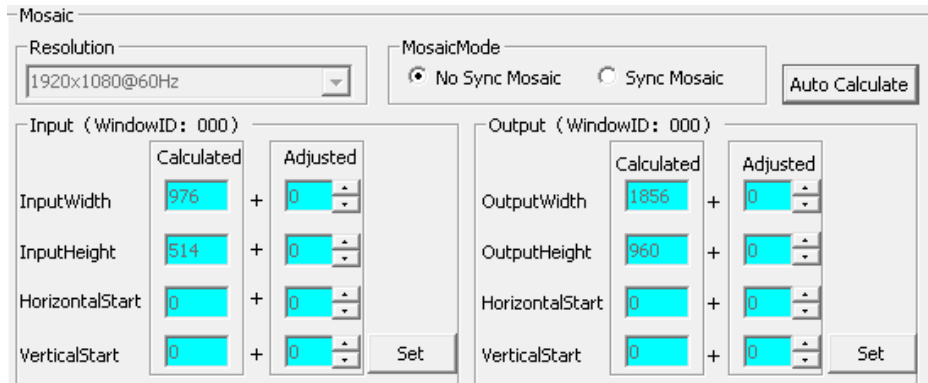 Mosaic
Resolution
MosaicMode
1920x1080@60Hz
No Sync Mosaic
Sync Mosaic
Auto Calculate
Input (WindowID: 000)
Calculated Adjusted
InputWidth 976 + 0
InputHeight 514 + 0
HorizontalStart 0 + 0
VerticalStart 0 + 0 Set
Output (WindowID: 000)
Calculated Adjusted
OutputWidth 1856 + 0
OutputHeight 960 + 0
HorizontalStart 0 + 0
VerticalStart 0 + 0 Set